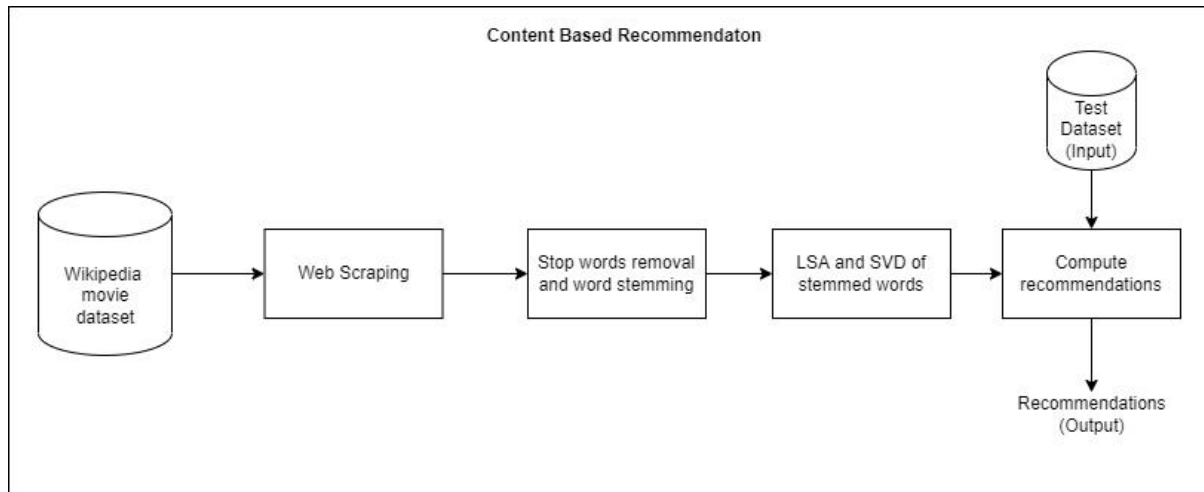 Content Based Recommendaton
Test
Dataset
(Input)
Wikipedia
movie
dataset
Web Scraping
Stop words removal
and word stemming
LSA and SVD of
stemmed words
Compute
recommendations
Recommendations
(Output)